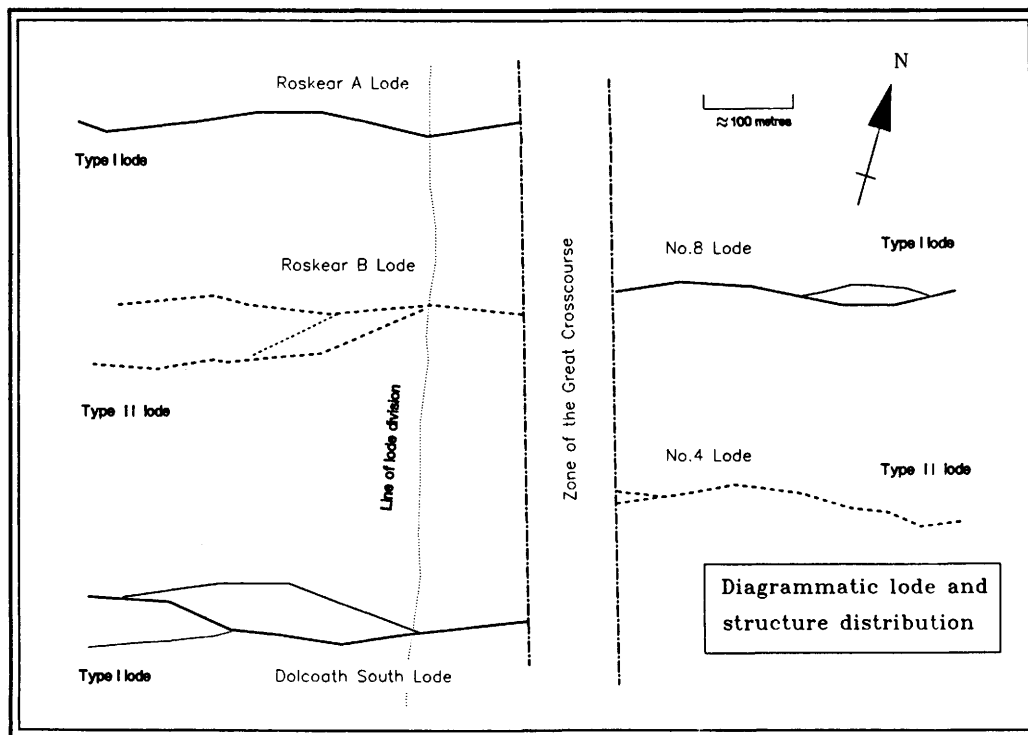 Roskear A Lode
N
≈ 100 metres
Type I lode
Roskear B Lode
No.8 Lode
Type I lode
Zone of the Great Crosscourse
Line of lode division
Type II lode
No.4 Lode
Type II lode
Diagrammatic lode and
structure distribution
Type I lode
Dolcoath South Lode